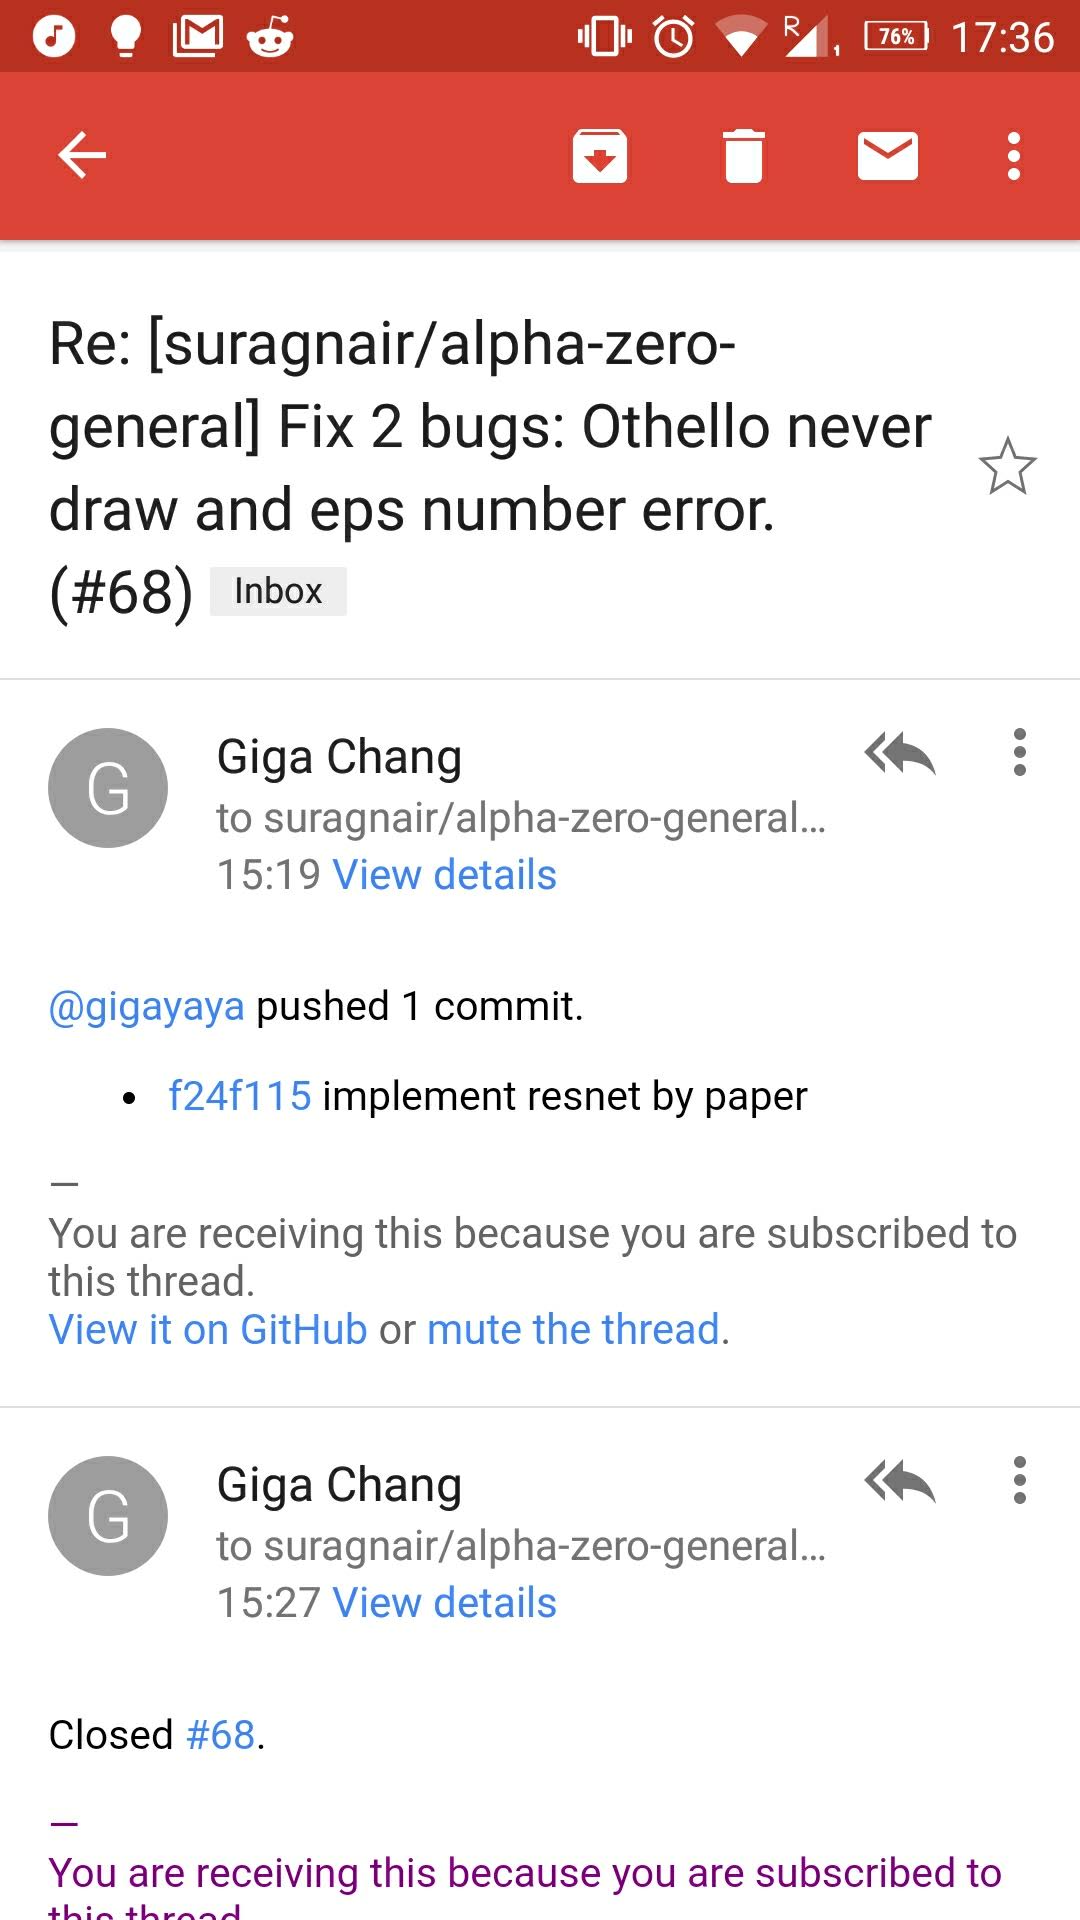 R
76%
17:36
Re: [suragnair/alpha-zero-
general] Fix 2 bugs: Othello never
draw and eps number error.
(#68) Inbox
G
Giga Chang
to suragnair/alpha-zero-general...
15:19 View details
@gigayaya pushed 1 commit.
• f24f115 implement resnet by paper
—
You are receiving this because you are subscribed to
this thread.
View it on GitHub or mute the thread.
G
Giga Chang
to suragnair/alpha-zero-general...
15:27 View details
Closed #68.
—
You are receiving this because you are subscribed to
this thread